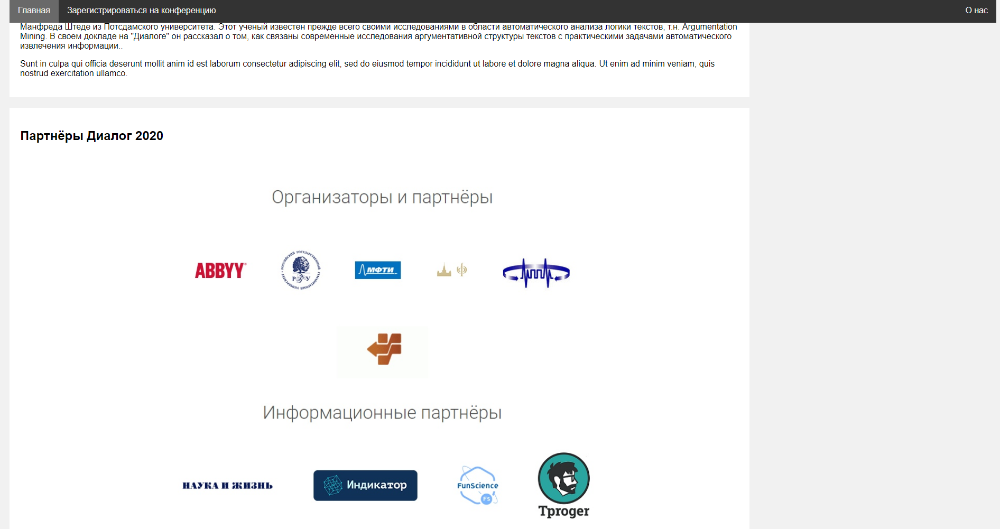 Главная
Зарегистрироваться на конференцию
О нас
Манфреда Штеде из Потсдамского университета. Этот ученый известен прежде всего своими исследованиями в области автоматического анализа логики текстов, т.н. Argumentation
Mining. В своем докладе на "Диалоге" он рассказал о том, как связаны современные исследования аргументативной структуры текстов с практическими задачами автоматического
извлечения информации..
Sunt in culpa qui officia deserunt mollit anim id est laborum consectetur adipiscing elit, sed do eiusmod tempor incididunt ut labore et dolore magna aliqua. Ut enim ad minim veniam, quis
nostrud exercitation ullamco.
Партнёры Диалог 2020
Организаторы и партнёры
ABBYY
РОССИЙСКИЙ ГОСУДАРСТВЕННЫЙ ГУМАНИТАРНЫЙ УНИВЕРСИТЕТ
МФТИ
Информационные партнёры
НАУКА И ЖИЗНЬ
Индикатор
FunScience
Fs
Tproger